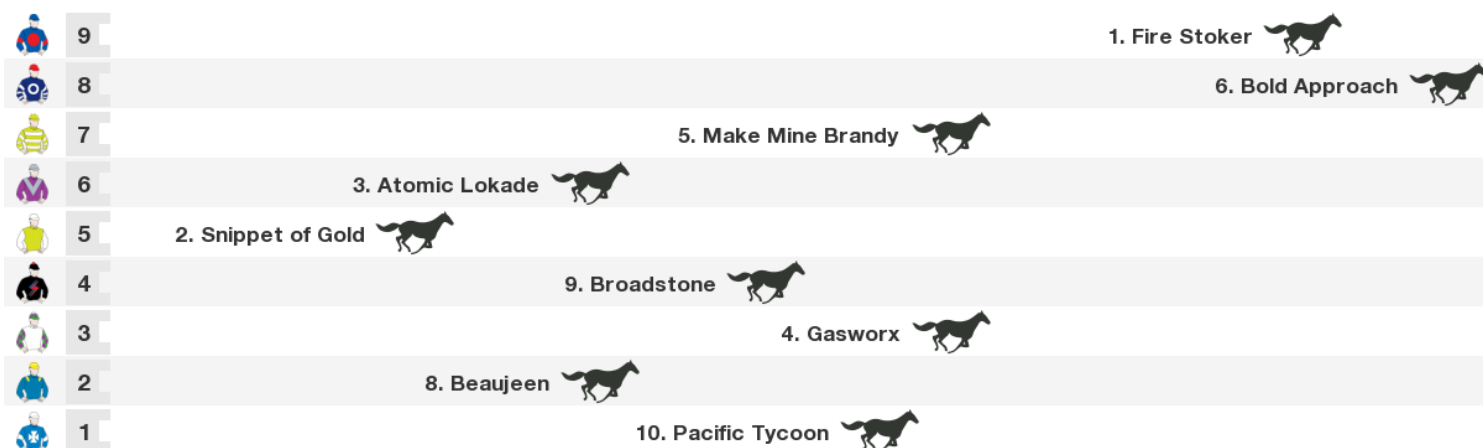 9 1. Fire Stoker
8 6. Bold Approach
7 5. Make Mine Brandy
6 3. Atomic Lokade
5 2. Snippet of Gold
4 9. Broadstone
3 4. Gasworx
2 8. Beaujeen
1 10. Pacific Tycoon